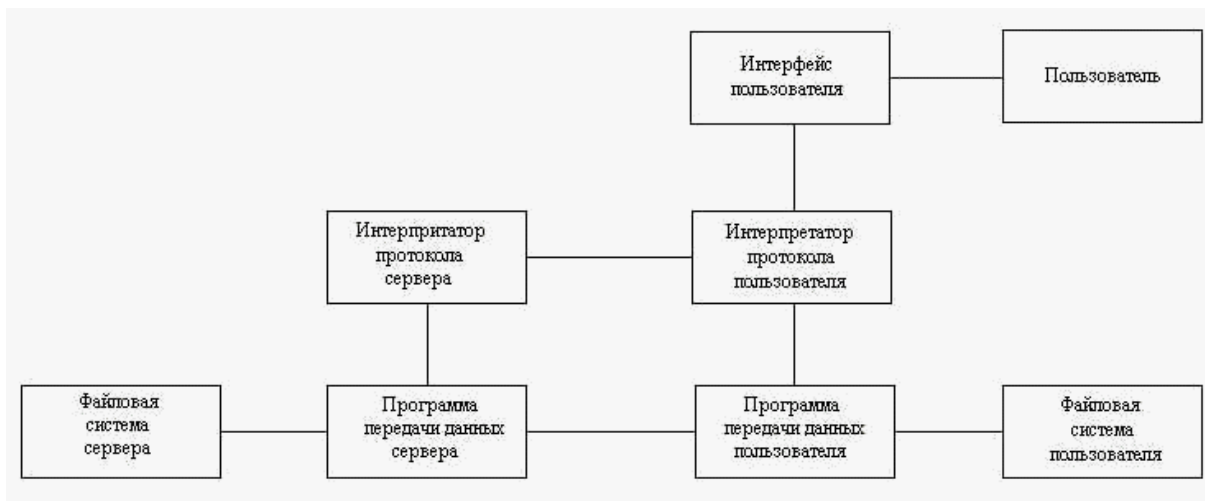 Интерфейс
пользователя
Пользователь
Интерпритатор
протокола
сервера
Интерпретатор
протокола
пользователя
Файловая
система
сервера
Программа
передачи данных
сервера
Программа
передачи данных
пользователя
Файловая
система
пользователя